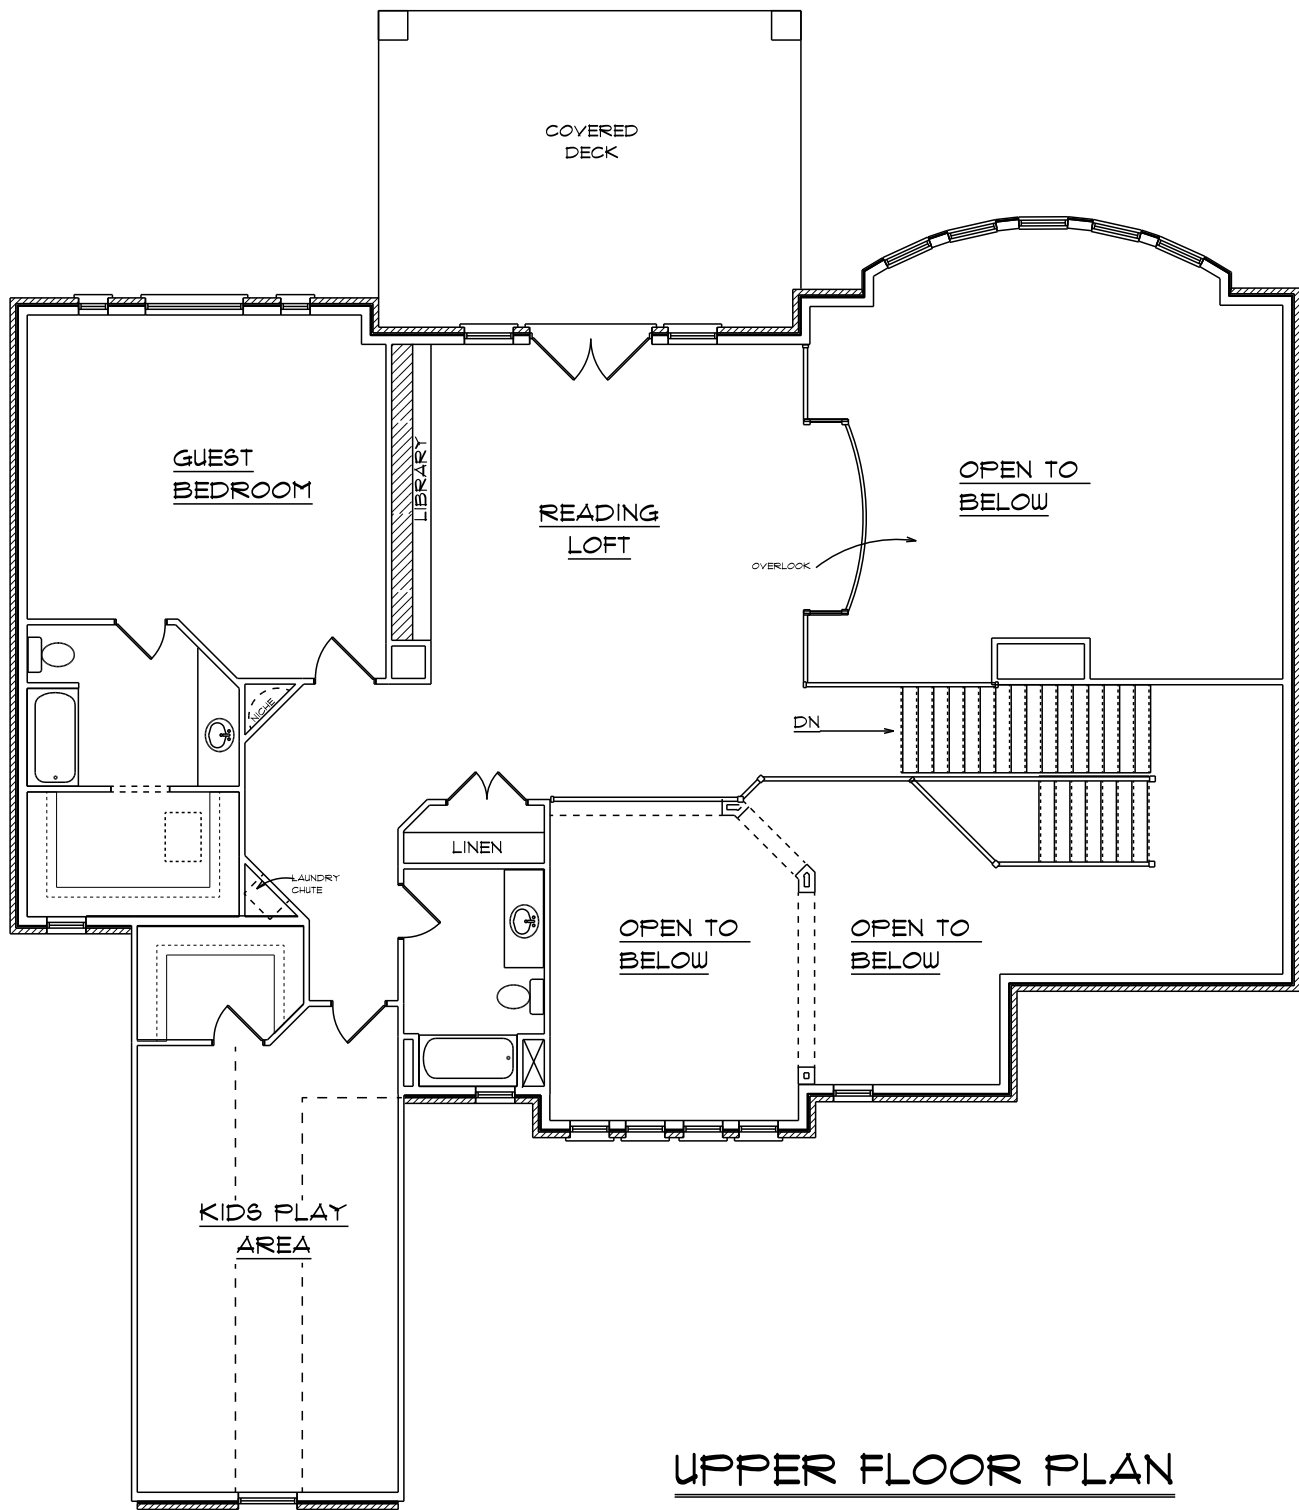 COVERED
DECK
GUEST
BEDROOM
LIBRARY
READING
LOFT
OPEN TO
BELOW
OVERLOOK
NICHE
DN
LINEN
LAUNDRY
CHUTE
OPEN TO
BELOW
OPEN TO
BELOW
KIDS PLAY
AREA
UPPER FLOOR PLAN